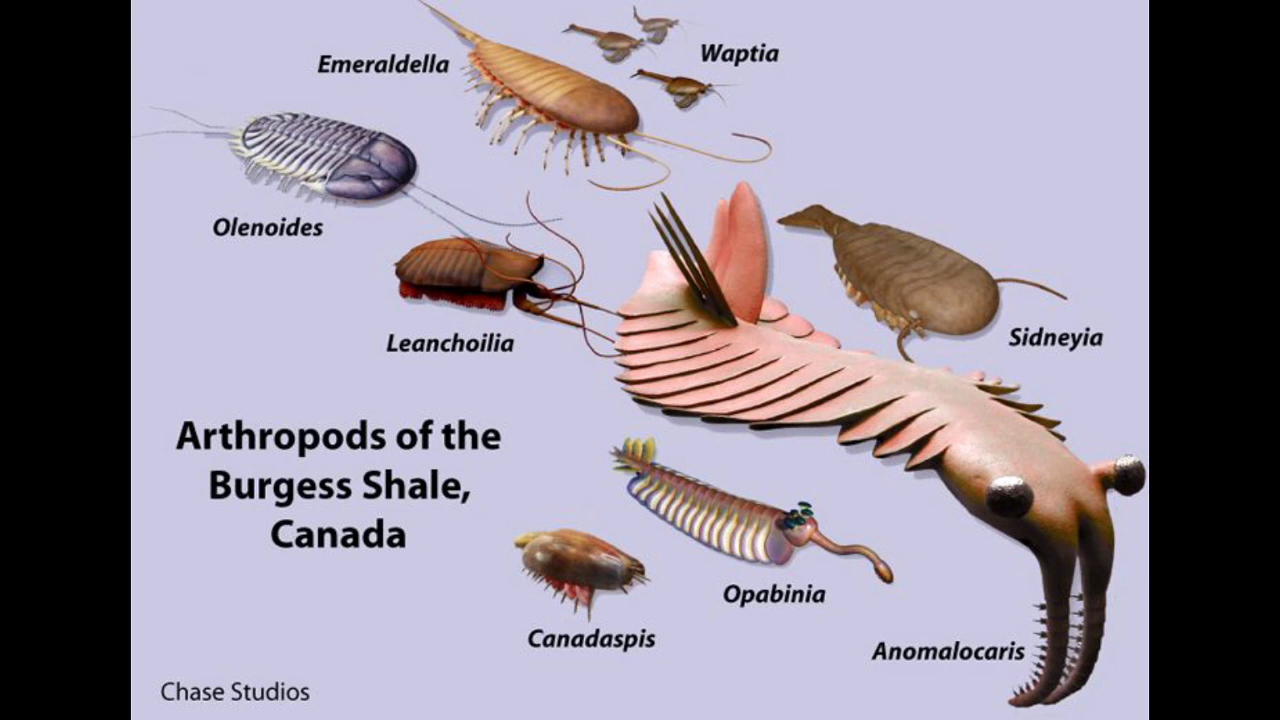 Emeraldella
Waptia
Olenoides
Leanchoilia
Sidneyia
Arthropods of the
Burgess Shale,
Canada
Opabinia
Canadaspis
Anomalocaris
Chase Studios